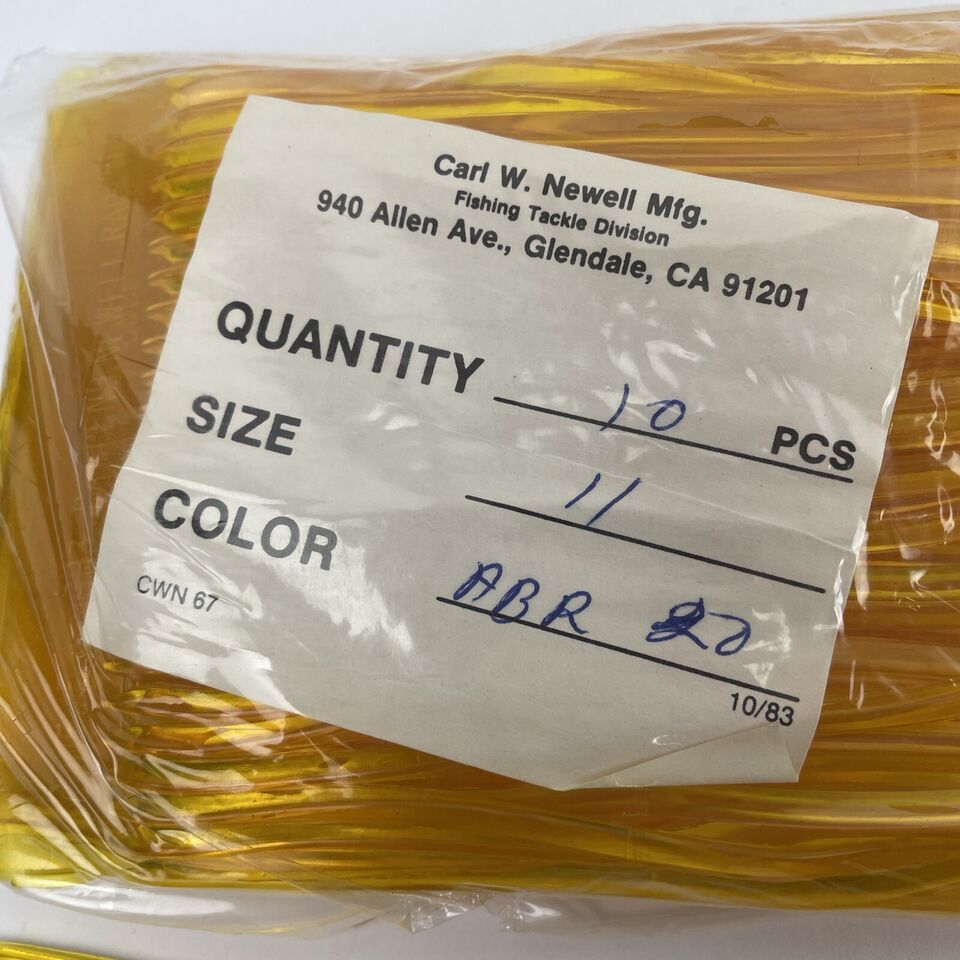 Carl W. Newell Mfg.
Fishing Tackle Division
940 Allen Ave., Glendale, CA 91201
QUANTITY 10 PCS
SIZE 11
COLOR ABR 20
CWN 67
10/83